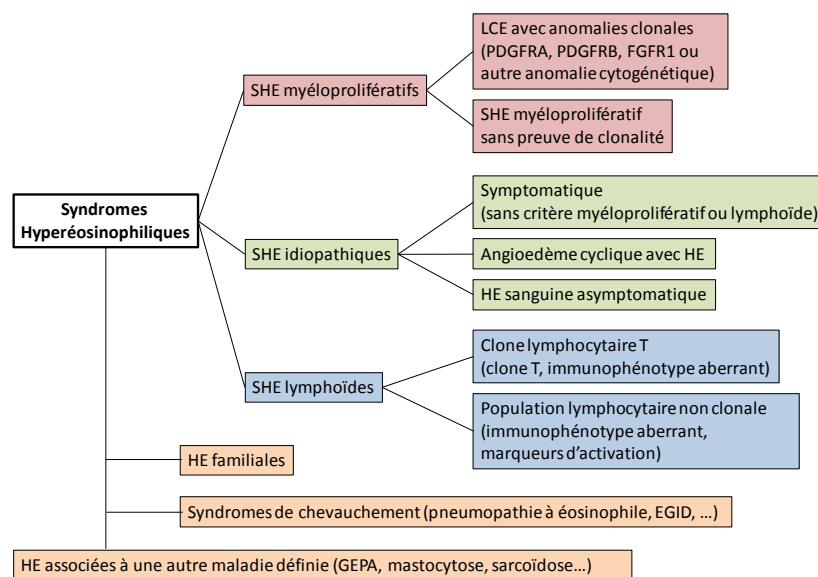 LCE avec anomalies clonales
(PDGFRA, PDGFRB, FGFR1 ou
autre anomalie cytogénétique)
SHE myéloprolifératifs
SHE myéloprolifératif
sans preuve de clonalité
Syndromes
Hyperéosinophiliques
Symptomatique
(sans critère myéloprolifératif ou lymphoïde)
SHE idiopathiques
Angioedème cyclique avec HE
HE sanguine asymptomatique
Clone lymphocytaire T
(clone T, immunophénotype aberrant)
SHE lymphoïdes
Population lymphocytaire non clonale
(immunophénotype aberrant,
marqueurs d'activation)
HE familiales
Syndromes de chevauchement (pneumopathie à éosinophile, EGID, …)
HE associées à une autre maladie définie (GEPA, mastocytose, sarcoïdose…)